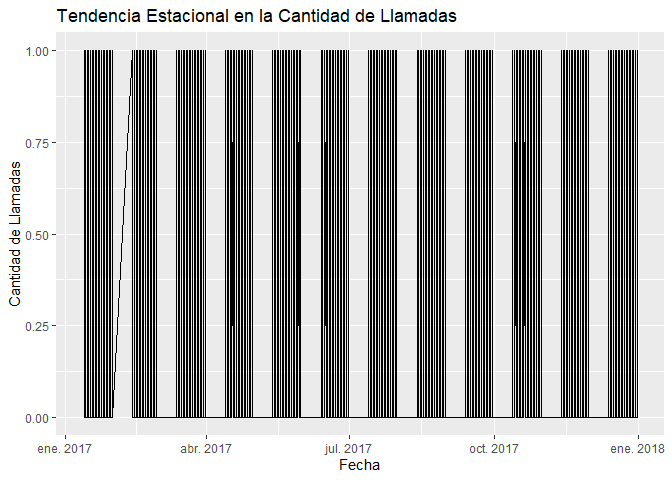 Tendencia Estacional en la Cantidad de Llamadas
Cantidad de Llamadas
1.00
0.75
0.50
0.25
0.00
ene. 2017
abr. 2017
jul. 2017
oct. 2017
ene. 2018
Fecha